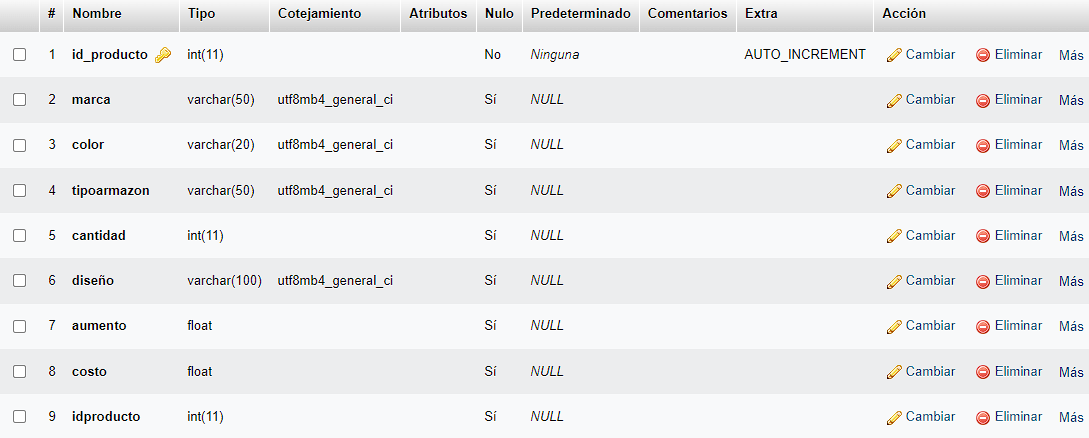 # Nombre Tipo Cotejamiento Atributos Nulo Predeterminado Comentarios Extra Acción
1 id_producto int(11) No Ninguna AUTO_INCREMENT Cambiar Eliminar Más
2 marca varchar(50) utf8mb4_general_ci Sí NULL Cambiar Eliminar Más
3 color varchar(20) utf8mb4_general_ci Sí NULL Cambiar Eliminar Más
4 tipoarmazon varchar(50) utf8mb4_general_ci Sí NULL Cambiar Eliminar Más
5 cantidad int(11) Sí NULL Cambiar Eliminar Más
6 diseño varchar(100) utf8mb4_general_ci Sí NULL Cambiar Eliminar Más
7 aumento float Sí NULL Cambiar Eliminar Más
8 costo float Sí NULL Cambiar Eliminar Más
9 idproducto int(11) Sí NULL Cambiar Eliminar Más